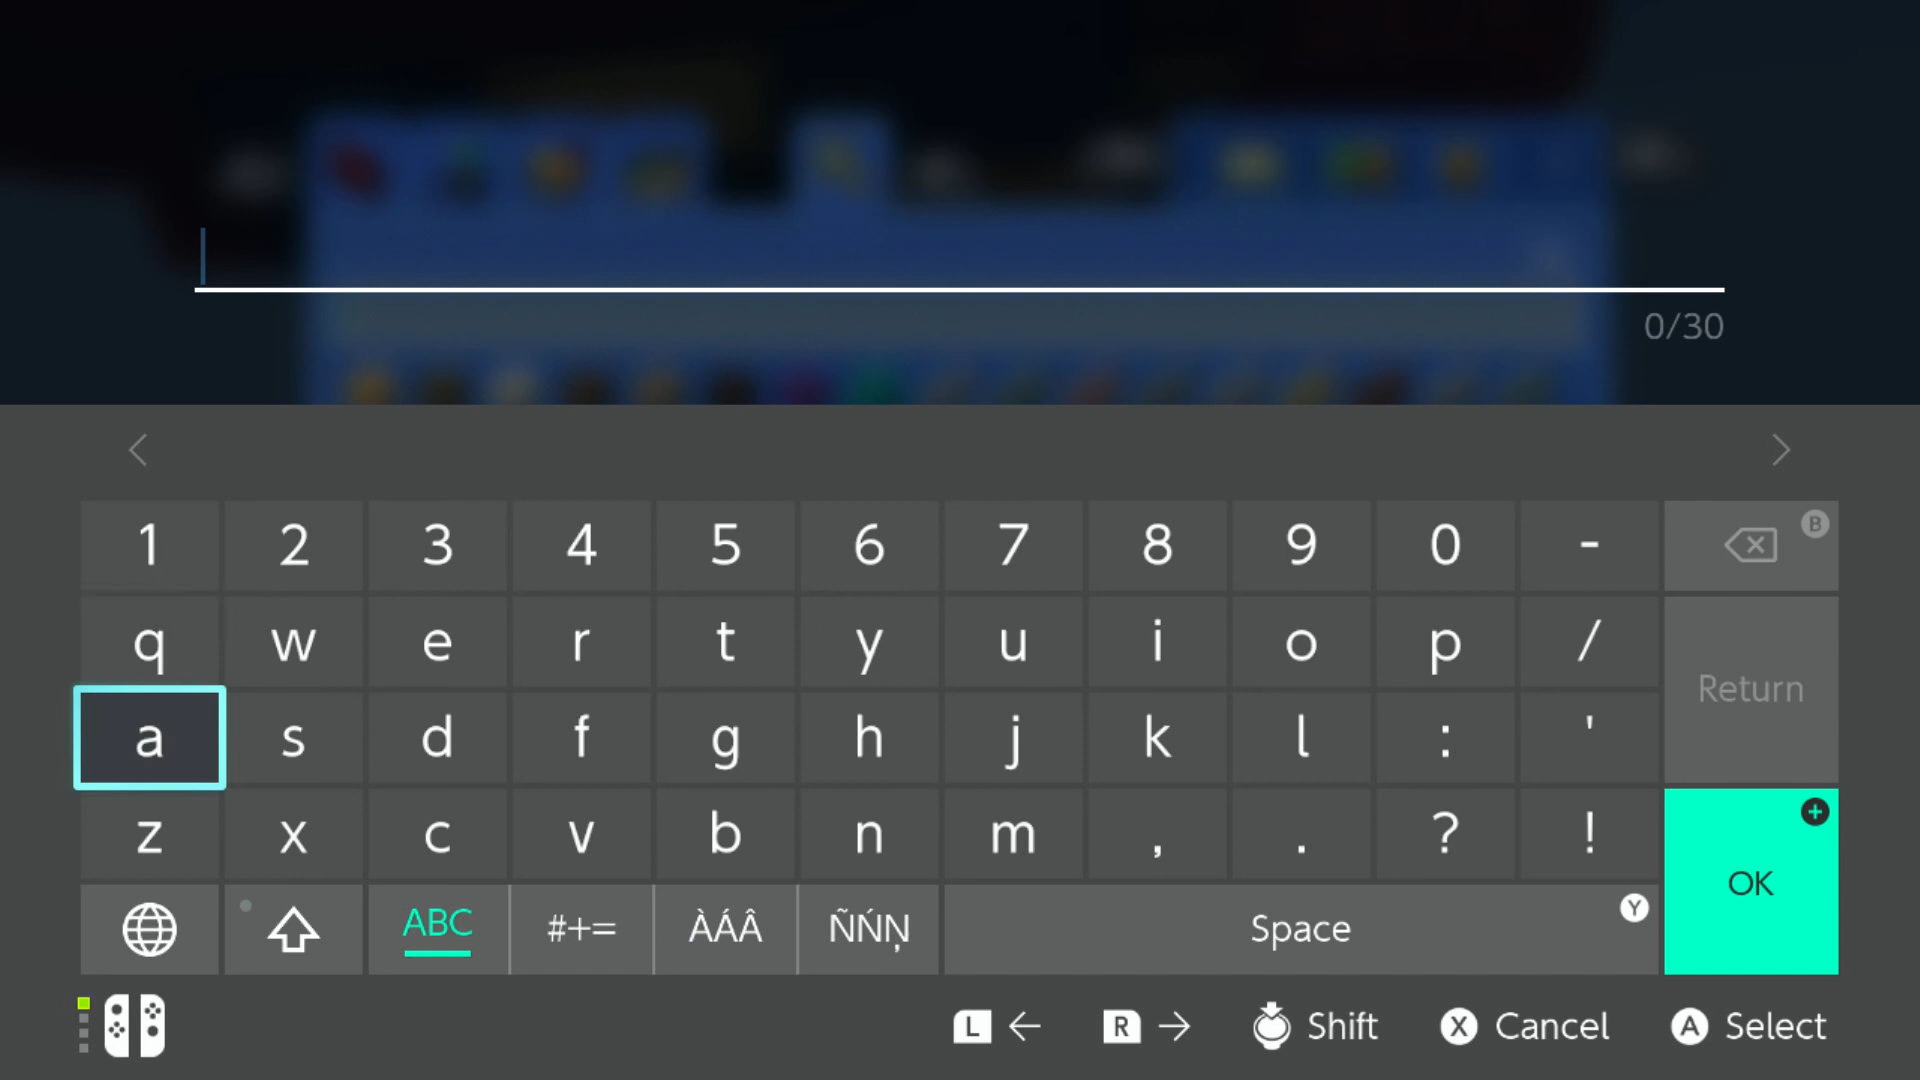 0/30
1 2 3 4 5 6 7 8 9 0 - B
q w e r t y u i o p / Return
a s d f g h j k l : '
z x c v b n m , . ? ! +
ABC #+= ÀÁÂ ÑŃŅ Space Y OK
L ← R → Shift X Cancel A Select